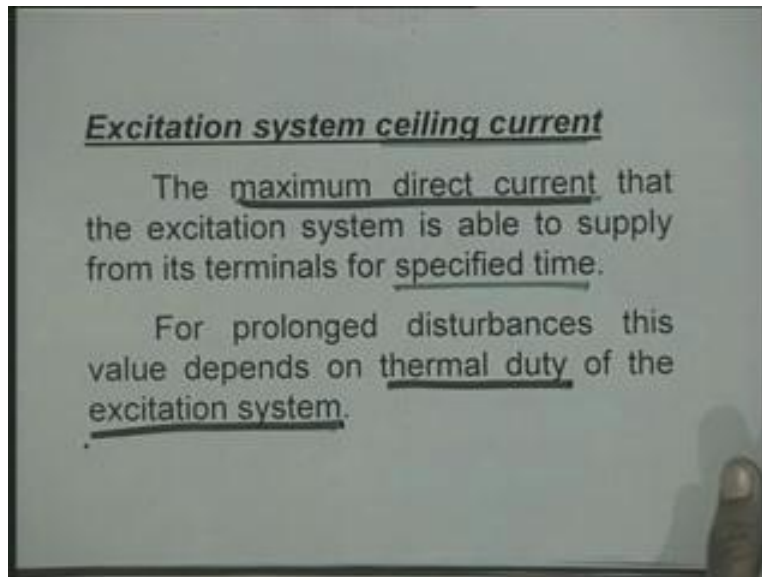 Excitation system ceiling current
The maximum direct current that
the excitation system is able to supply
from its terminals for specified time.
For prolonged disturbances this
value depends on thermal duty of the
excitation system.